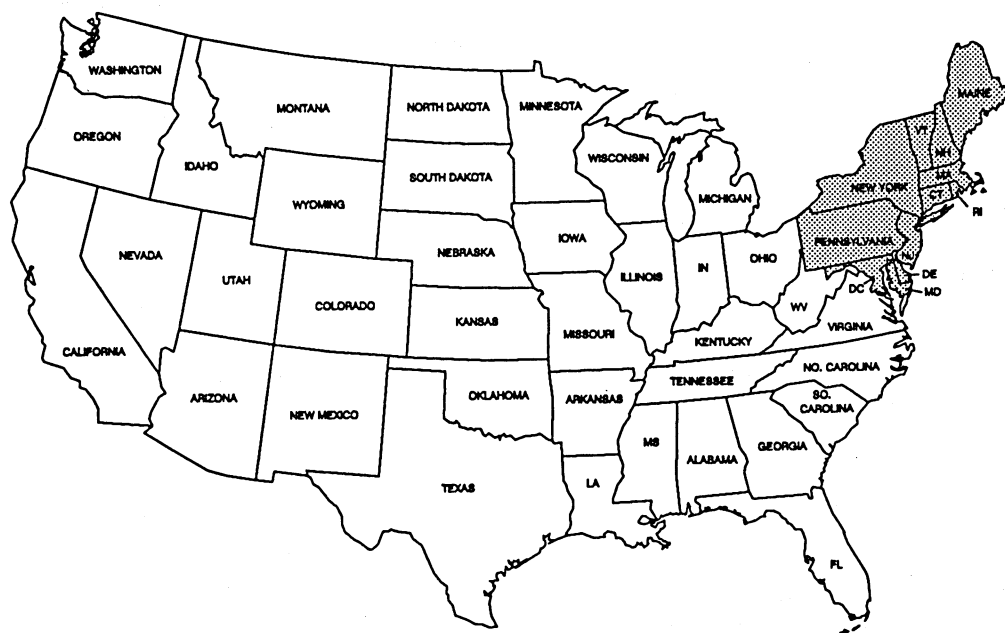 WASHINGTON
MONTANA
NORTH DAKOTA
MINNESOTA
MAINE
OREGON
IDAHO
SOUTH DAKOTA
WISCONSIN
MICHIGAN
VT
NH
MA
NEW YORK
CT
RI
WYOMING
NEVADA
NEBRASKA
IOWA
PENNSYLVANIA
NJ
UTAH
COLORADO
ILLINOIS
IN
OHIO
DE
DC
MD
WV
CALIFORNIA
KANSAS
MISSOURI
KENTUCKY
VIRGINIA
ARIZONA
NEW MEXICO
OKLAHOMA
ARKANSAS
TENNESSEE
NO. CAROLINA
SO.
CAROLINA
TEXAS
LA
MS
ALABAMA
GEORGIA
FL